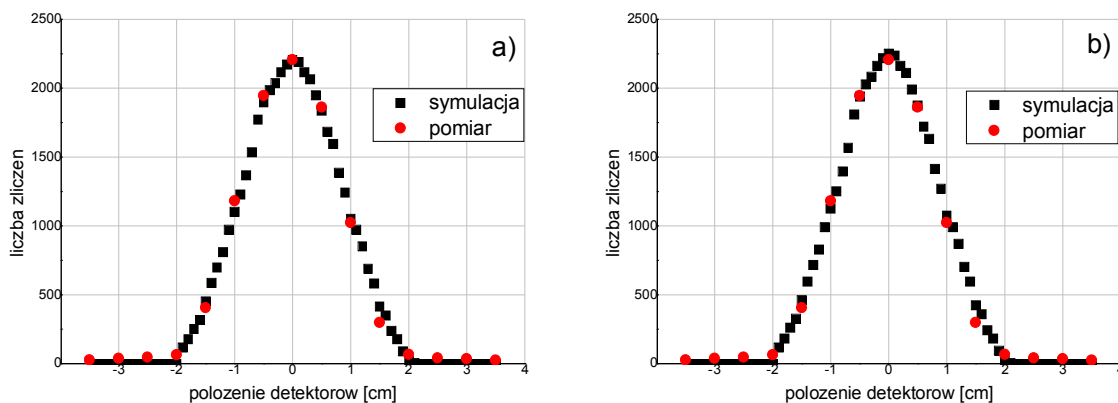 a)
2500
2000
1500
1000
500
0
liczba zliczen
symulacja
pomiar
-3 -2 -1 0 1 2 3 4
polozenie detektorow [cm]
b)
2500
2000
1500
1000
500
0
liczba zliczen
symulacja
pomiar
-3 -2 -1 0 1 2 3 4
polozenie detektorow [cm]